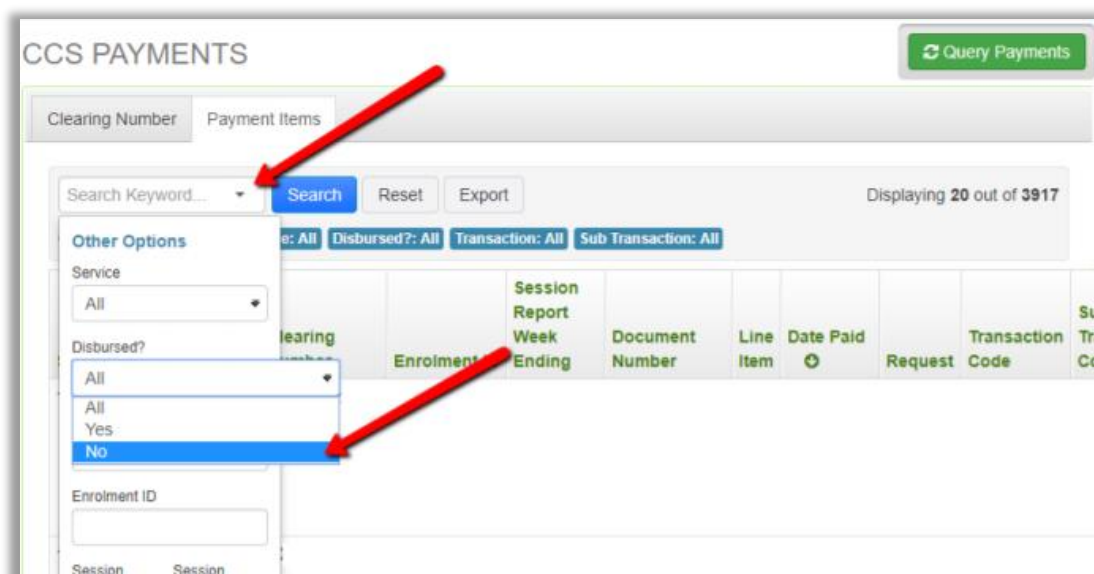 CCS PAYMENTS
Query Payments
Clearing Number Payment Items
Search Keyword... Search Reset Export Displaying 20 out of 3917
e: All Disbursed?: All Transaction: All Sub Transaction: All
Other Options
Service
All
Disbursed?
All
All
Yes
No
Enrolment ID
Session Session
learing
Enrolment
Session
Report
Week
Ending
Document
Number
Line
Item
Date Paid
Request
Transaction
Code